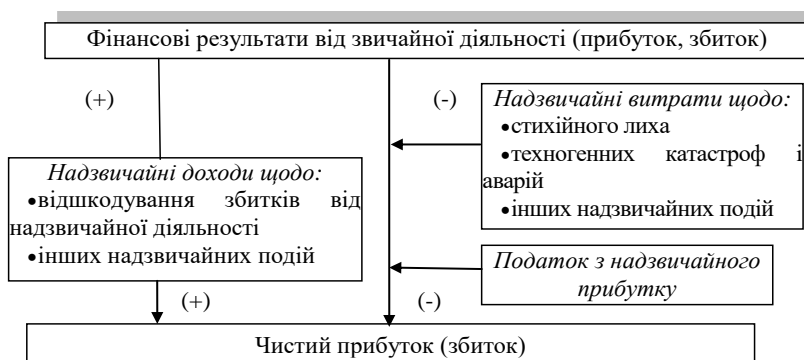 Фінансові результати від звичайної діяльності (прибуток, збиток)
(+)
(-)
Надзвичайні витрати щодо:
•стихійного лиха
•техногенних катастроф і
аварій
•інших надзвичайних подій
Надзвичайні доходи щодо:
•відшкодування збитків від
надзвичайної діяльності
•інших надзвичайних подій
Податок з надзвичайного
прибутку
(+)
(-)
Чистий прибуток (збиток)